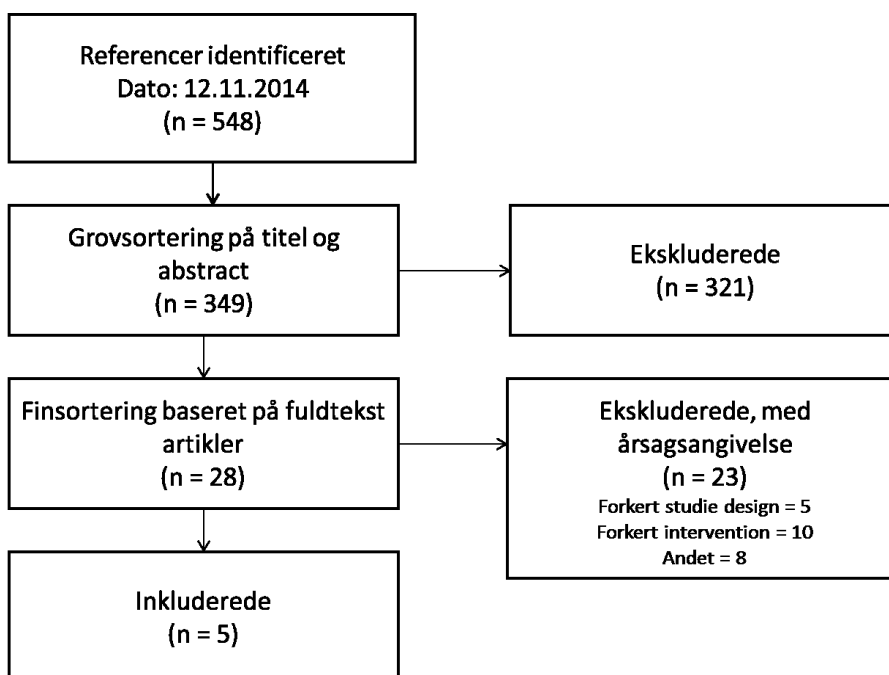 Referencer identificeret
Dato: 12.11.2014
(n = 548)
Grovsortering på titel og
abstract
(n = 349)
Ekskluderede
(n = 321)
Finsortering baseret på fuldtekst
artikler
(n = 28)
Ekskluderede, med
årsagsangivelse
(n = 23)
Forkert studie design = 5
Forkert intervention = 10
Andet = 8
Inkluderede
(n = 5)